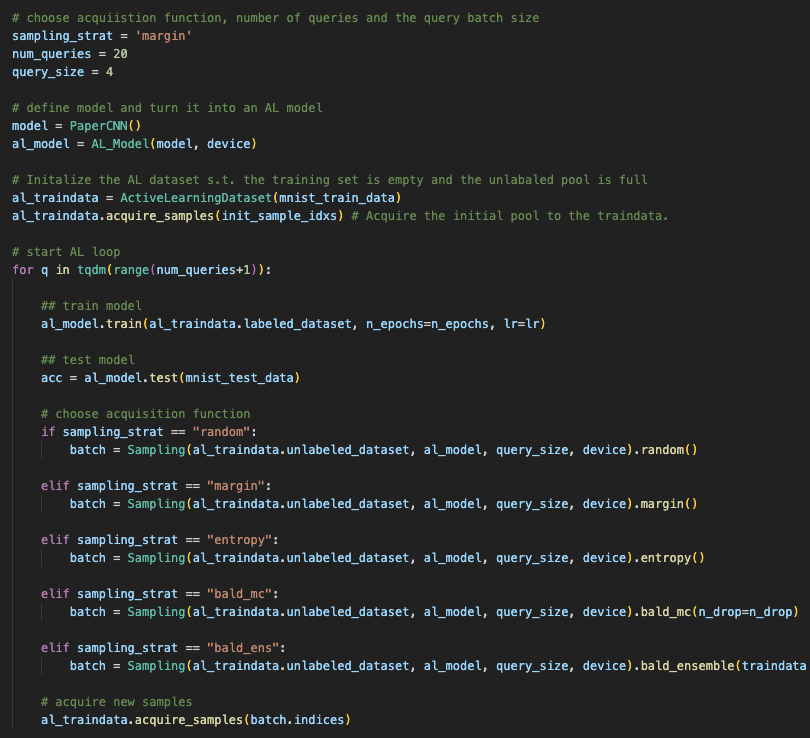 # choose acquiistion function, number of queries and the query batch size
sampling_strat = 'margin'
num_queries = 20
query_size = 4
# define model and turn it into an AL model
model = PaperCNN()
al_model = AL_Model(model, device)
# Initalize the AL dataset s.t. the training set is empty and the unlabaled pool is full
al_traindata = ActiveLearningDataset(mnist_train_data)
al_traindata.acquire_samples(init_sample_idxs) # Acquire the initial pool to the traindata.
# start AL loop
for q in tqdm(range(num_queries+1)):
## train model
al_model.train(al_traindata.labeled_dataset, n_epochs=n_epochs, lr=lr)
## test model
acc = al_model.test(mnist_test_data)
# choose acquisition function
if sampling_strat == "random":
batch = Sampling(al_traindata.unlabeled_dataset, al_model, query_size, device).random()
elif sampling_strat == "margin":
batch = Sampling(al_traindata.unlabeled_dataset, al_model, query_size, device).margin()
elif sampling_strat == "entropy":
batch = Sampling(al_traindata.unlabeled_dataset, al_model, query_size, device).entropy()
elif sampling_strat == "bald_mc":
batch = Sampling(al_traindata.unlabeled_dataset, al_model, query_size, device).bald_mc(n_drop=n_drop)
elif sampling_strat == "bald_ens":
batch = Sampling(al_traindata.unlabeled_dataset, al_model, query_size, device).bald_ensemble(traindata
# acquire new samples
al_traindata.acquire_samples(batch.indices)